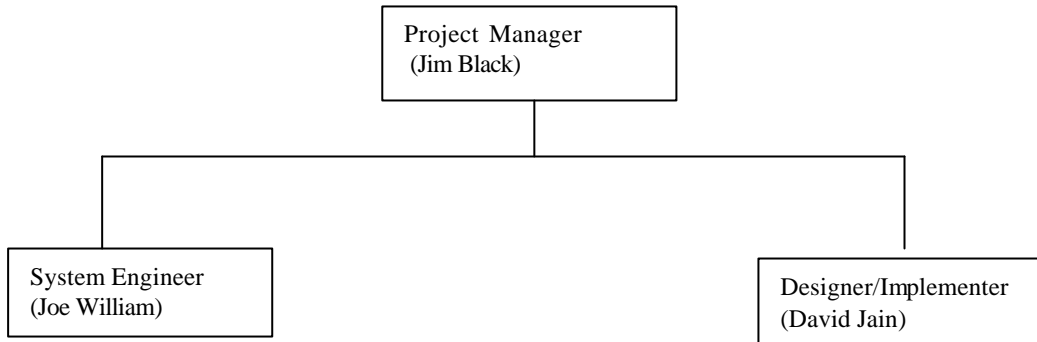 Project Manager
(Jim Black)
System Engineer
(Joe William)
Designer/Implementer
(David Jain)